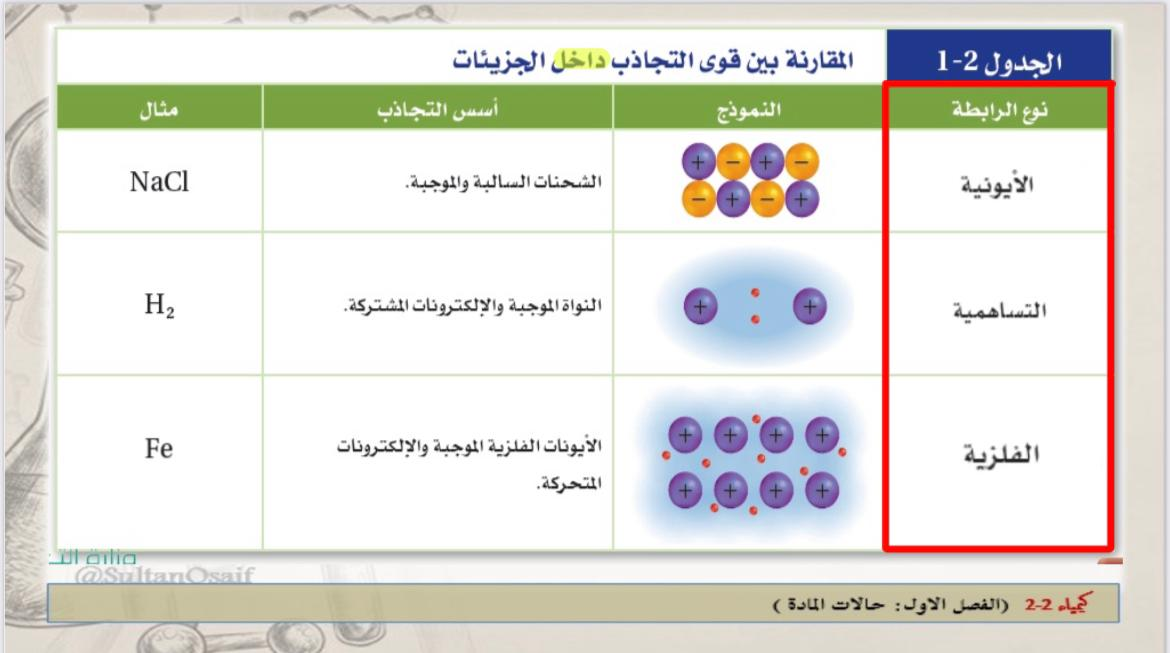 الجدول 2-1
المقارنة بين قوى التجاذب داخل الجزيئات
نوع الرابطة
النموذج
أسس التجاذب
مثال
الأيونية
+ − + −
− + − +
الشحنات السالبة والموجبة.
NaCl
التساهمية
+ +
النواة الموجبة والإلكترونات المشتركة.
H₂
الفلزية
+ + + +
+ + + +
الأيونات الفلزية الموجبة والإلكترونات
المتحركة.
Fe
@SultanOsaif
كيمياء 2-2 (الفصل الاول: حالات المادة )